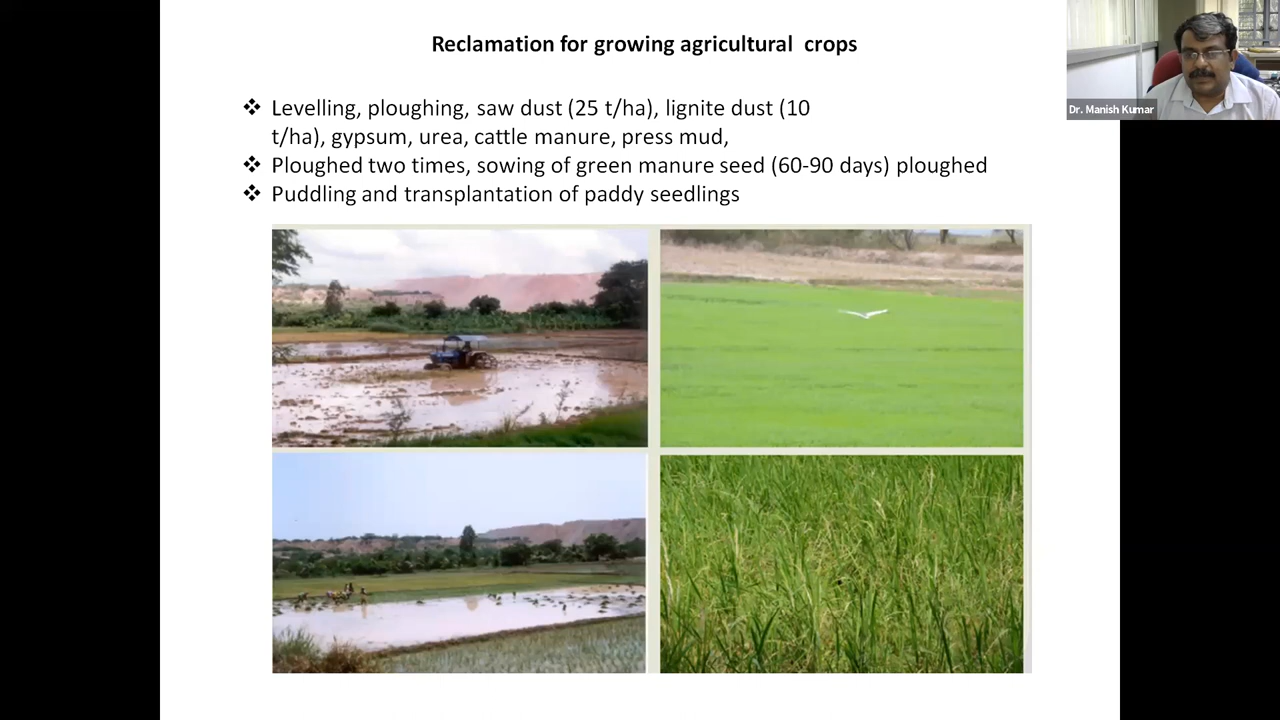 Reclamation for growing agricultural crops
❖ Levelling, ploughing, saw dust (25 t/ha), lignite dust (10
t/ha), gypsum, urea, cattle manure, press mud,
❖ Ploughed two times, sowing of green manure seed (60-90 days) ploughed
❖ Puddling and transplantation of paddy seedlings
Dr. Manish Kumar